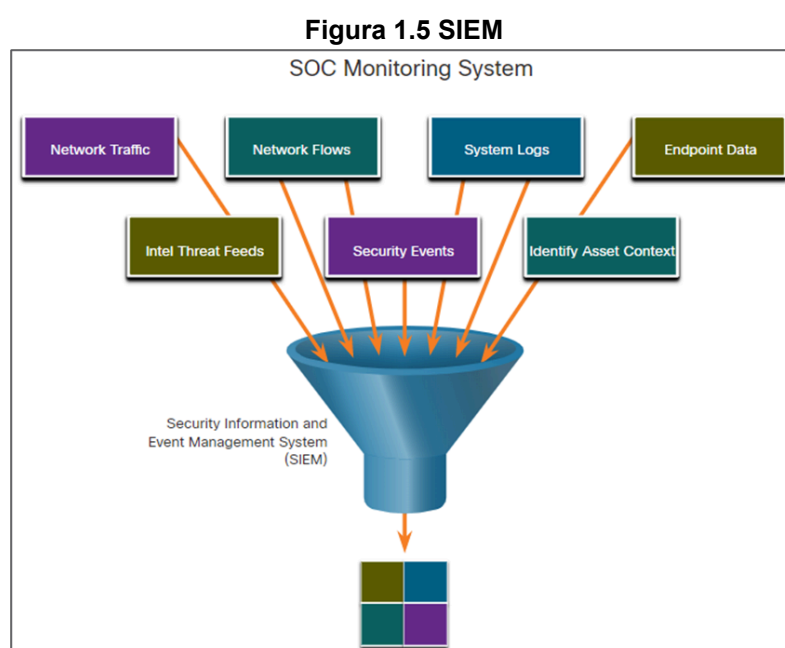 Figura 1.5 SIEM
SOC Monitoring System
Network Traffic
Network Flows
System Logs
Endpoint Data
Intel Threat Feeds
Security Events
Identify Asset Context
Security Information and
Event Management System
(SIEM)